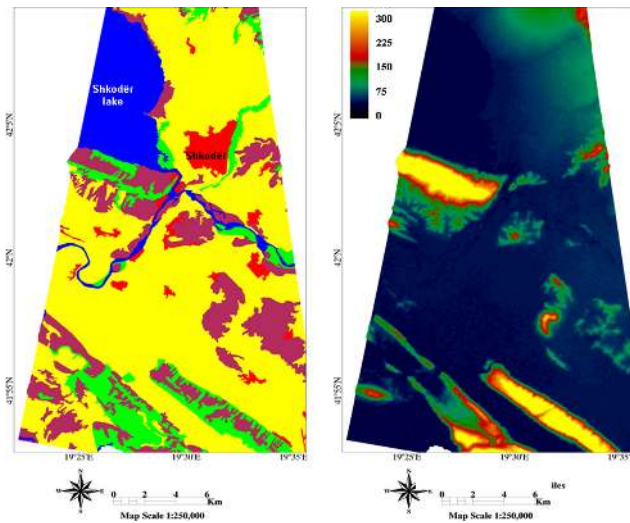 300
225
150
75
0
Shkodër
lake
Shkodër
42°5'N
42°N
41°55'N
19°25'E
19°30'E
19°35'E
19°25'E
19°30'E
19°35'E
N
S
W
E
0
2
4
6
Km
Map Scale 1:250,000
N
S
W
E
iles
0
2
4
6
Km
Map Scale 1:250,000